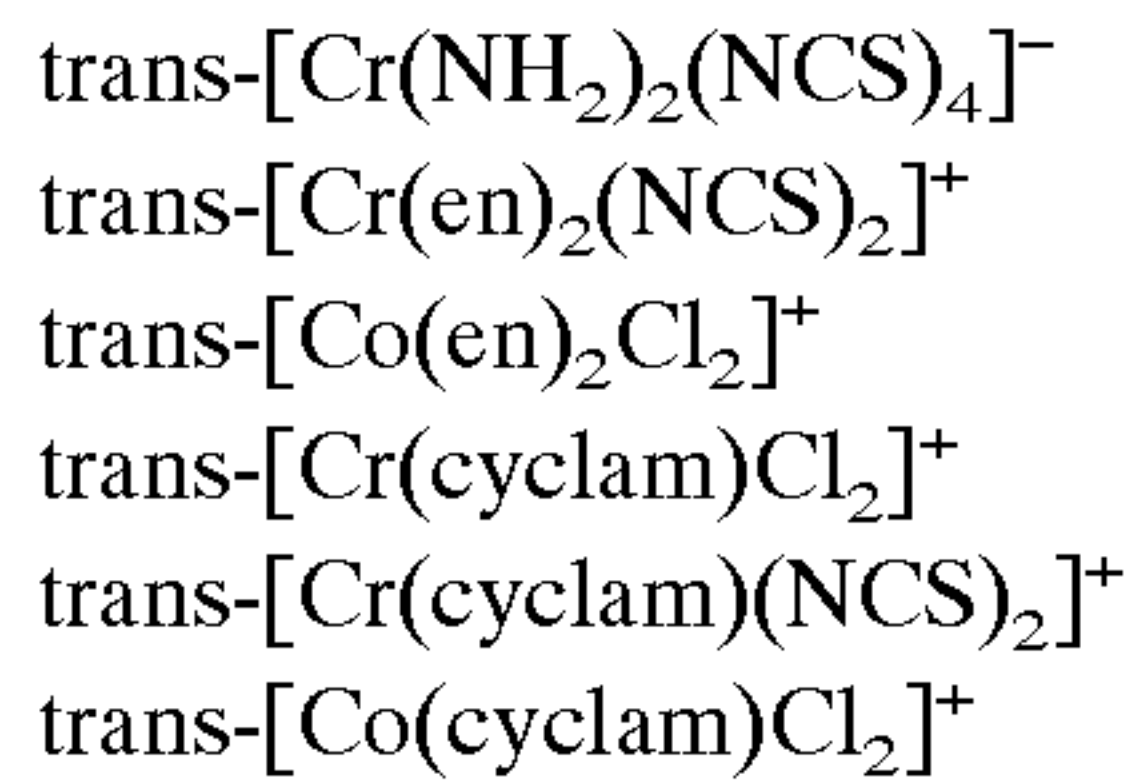 trans-[Cr(NH₂)₂(NCS)₄]⁻
trans-[Cr(en)₂(NCS)₂]⁺
trans-[Co(en)₂Cl₂]⁺
trans-[Cr(cyclam)Cl₂]⁺
trans-[Cr(cyclam)(NCS)₂]⁺
trans-[Co(cyclam)Cl₂]⁺